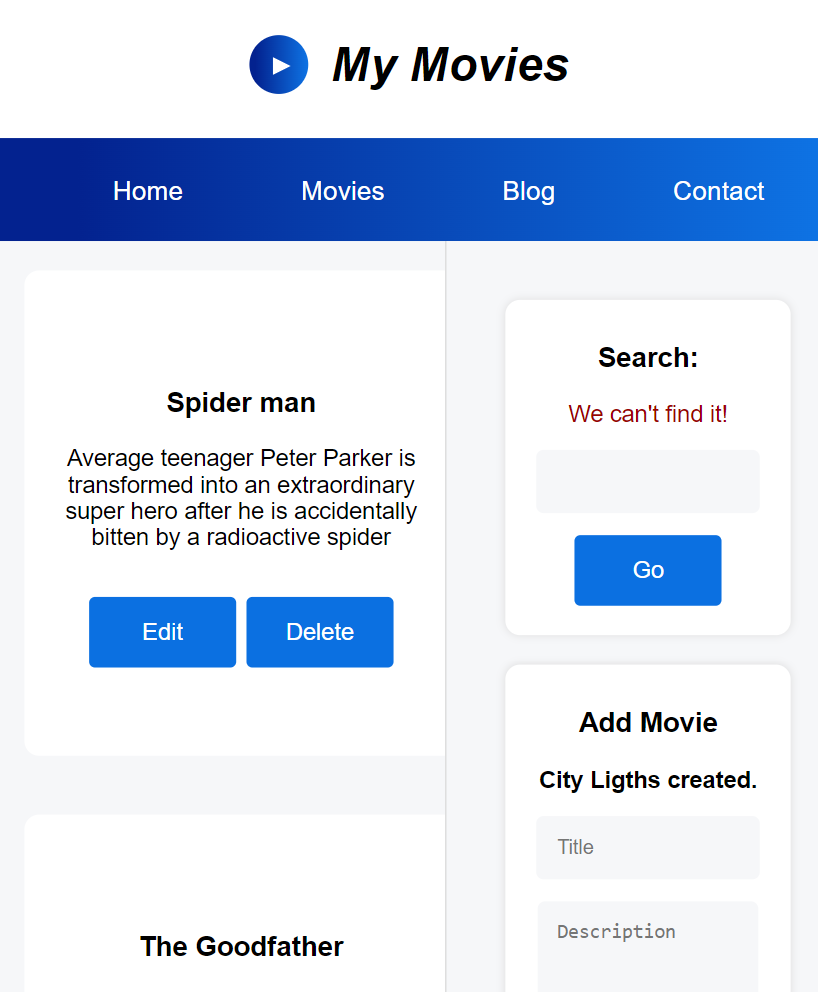 My Movies
Home Movies Blog Contact
Spider man
Average teenager Peter Parker is
transformed into an extraordinary
super hero after he is accidentally
bitten by a radioactive spider
Edit Delete
The Goodfather
Search:
We can't find it!
Go
Add Movie
City Ligths created.
Title
Description